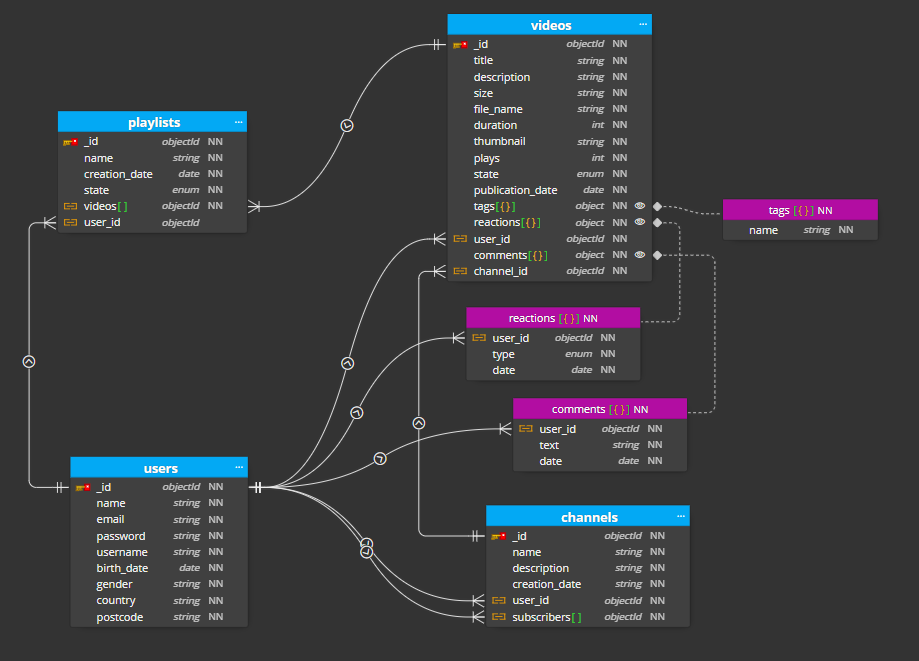 videos ...
_id objectId NN
title string NN
description string NN
size string NN
file_name string NN
duration int NN
thumbnail string NN
plays int NN
state enum NN
publication_date date NN
tags[{}] object NN
reactions[{}] object NN
user_id objectId NN
comments[{}] object NN
channel_id objectId NN
playlists ...
_id objectId NN
name string NN
creation_date date NN
state enum NN
videos[] objectId NN
user_id objectId
tags [{}] NN
name string NN
reactions [{}] NN
user_id objectId NN
type enum NN
date date NN
comments [{}] NN
user_id objectId NN
text string NN
date date NN
users ...
_id objectId NN
name string NN
email string NN
password string NN
username string NN
birth_date date NN
gender string NN
country string NN
postcode string NN
channels ...
_id objectId NN
name string NN
description string NN
creation_date string NN
user_id objectId NN
subscribers[] objectId NN